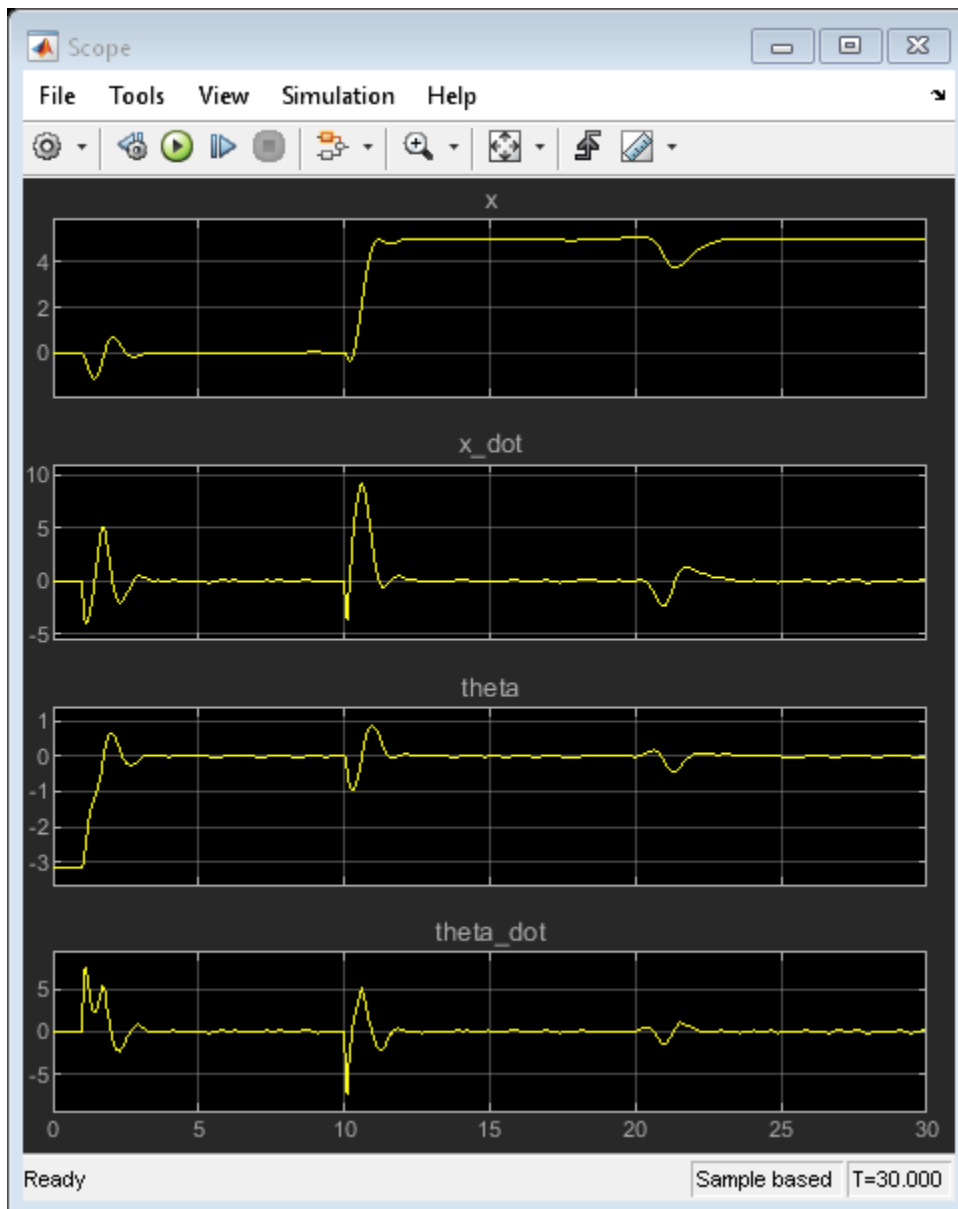 Scope
File Tools View Simulation Help
x
4
2
0
x_dot
10
5
0
-5
theta
1
0
-1
-2
-3
theta_dot
5
0
-5
0 5 10 15 20 25 30
Ready Sample based T=30.000